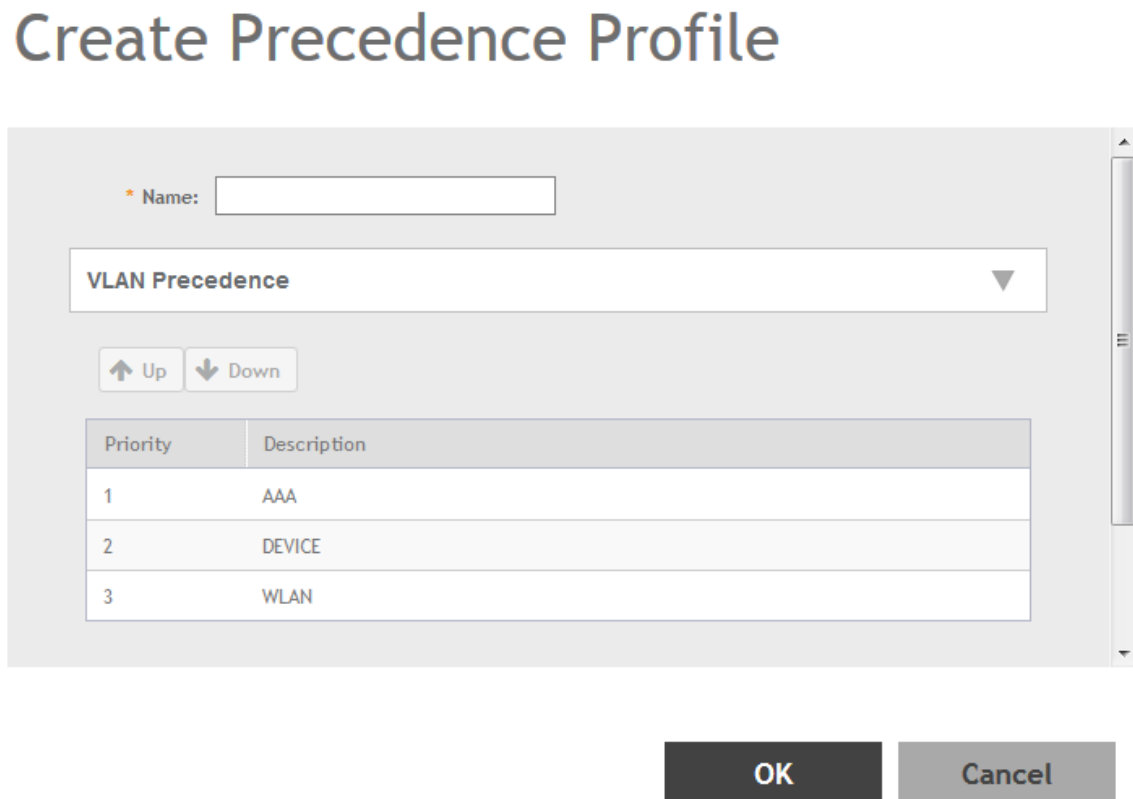 Create Precedence Profile
* Name:
VLAN Precedence
Up Down
Priority Description
1 AAA
2 DEVICE
3 WLAN
OK Cancel